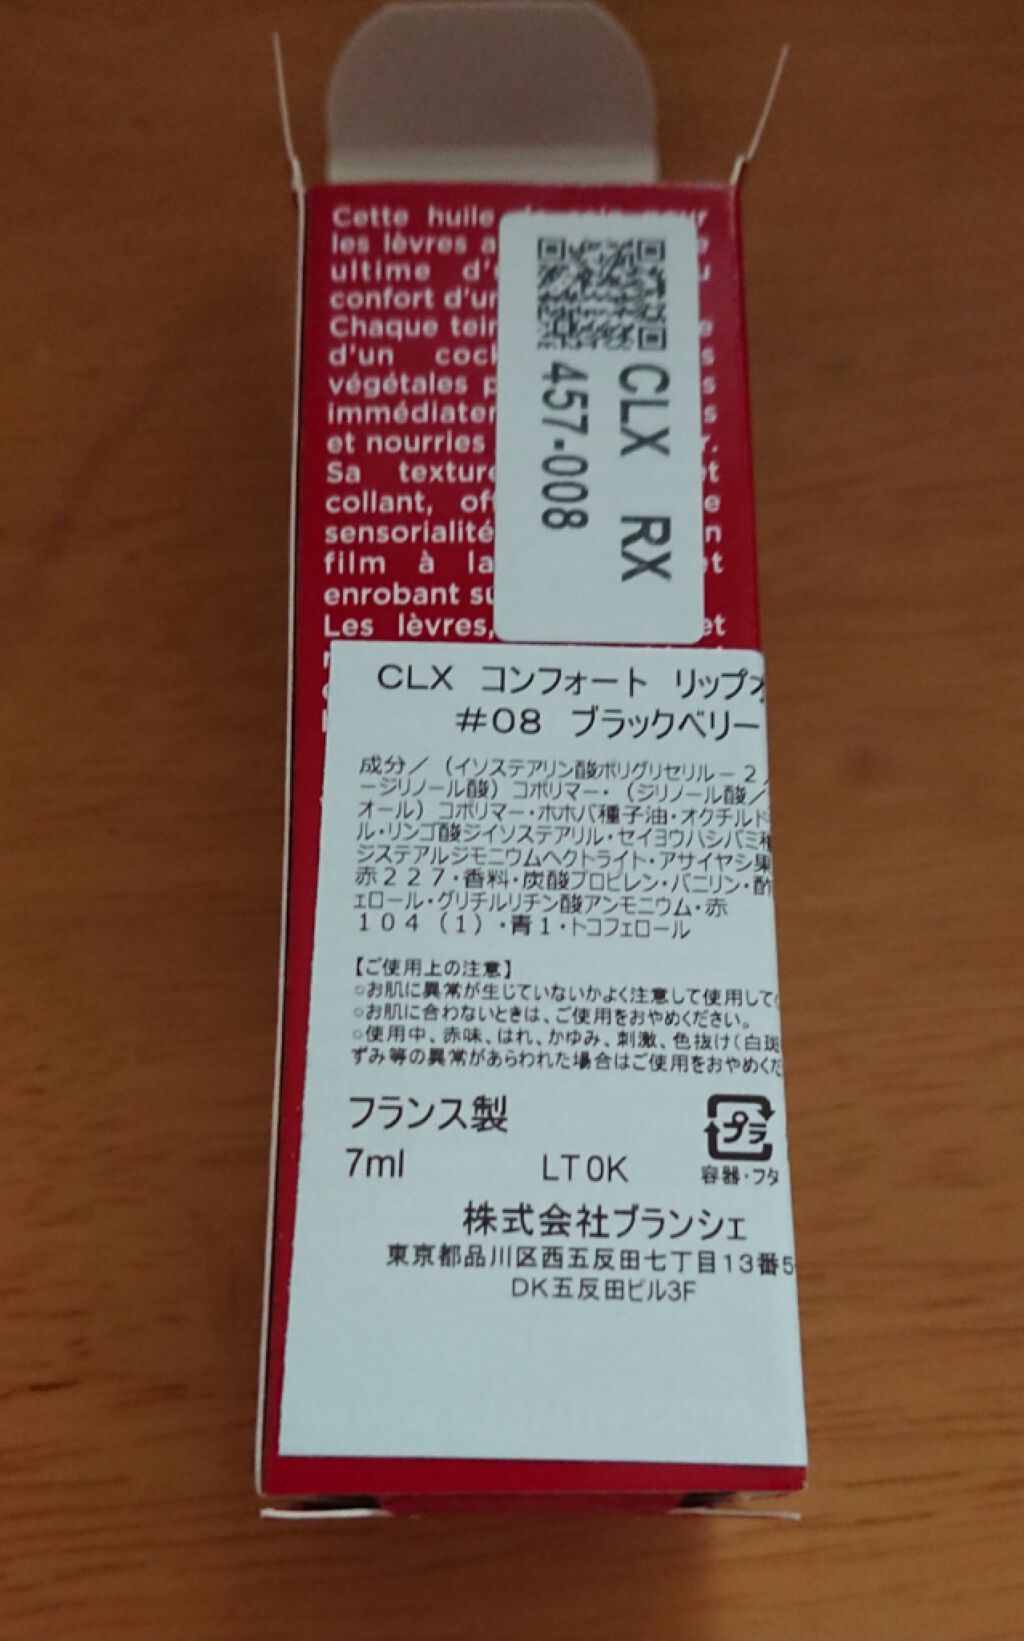 Cette huile
les lèvres
ultime
confort
Chaque
d'un
végétales
et nourries
Sa texture
collant,
sensorialité
film à la
enrobant
Les lèvres, et
CLX RX
457-008
CLX コンフォート リップ
#08 ブラックベリー
成分／（イソステアリン酸ポリグリセリル－２
ージリノール酸）コポリマー・（ジリノール酸／
オール）コポリマー・ホホバ種子油・オクチルド
ル・リンゴ酸ジイソステアリル・セイヨウハシバミ
ジステアルジモニウムヘクトライト・アサイヤシ果
赤２２７・香料・炭酸プロピレン・バニリン・酢
ェロール・グリチルリチン酸アンモニウム・赤
１０４（１）・青１・トコフェロール
【ご使用上の注意】
○お肌に異常が生じていないかよく注意して使用して
○お肌に合わないときは、ご使用をおやめください。
○使用中、赤味、はれ、かゆみ、刺激、色抜け(白斑
ずみ等の異常があらわれた場合はご使用をおやめくだ
フランス製
プラ
7ml LT0K
容器・フタ
株式会社ブランシェ
東京都品川区西五反田七丁目13番5
DK五反田ビル3F